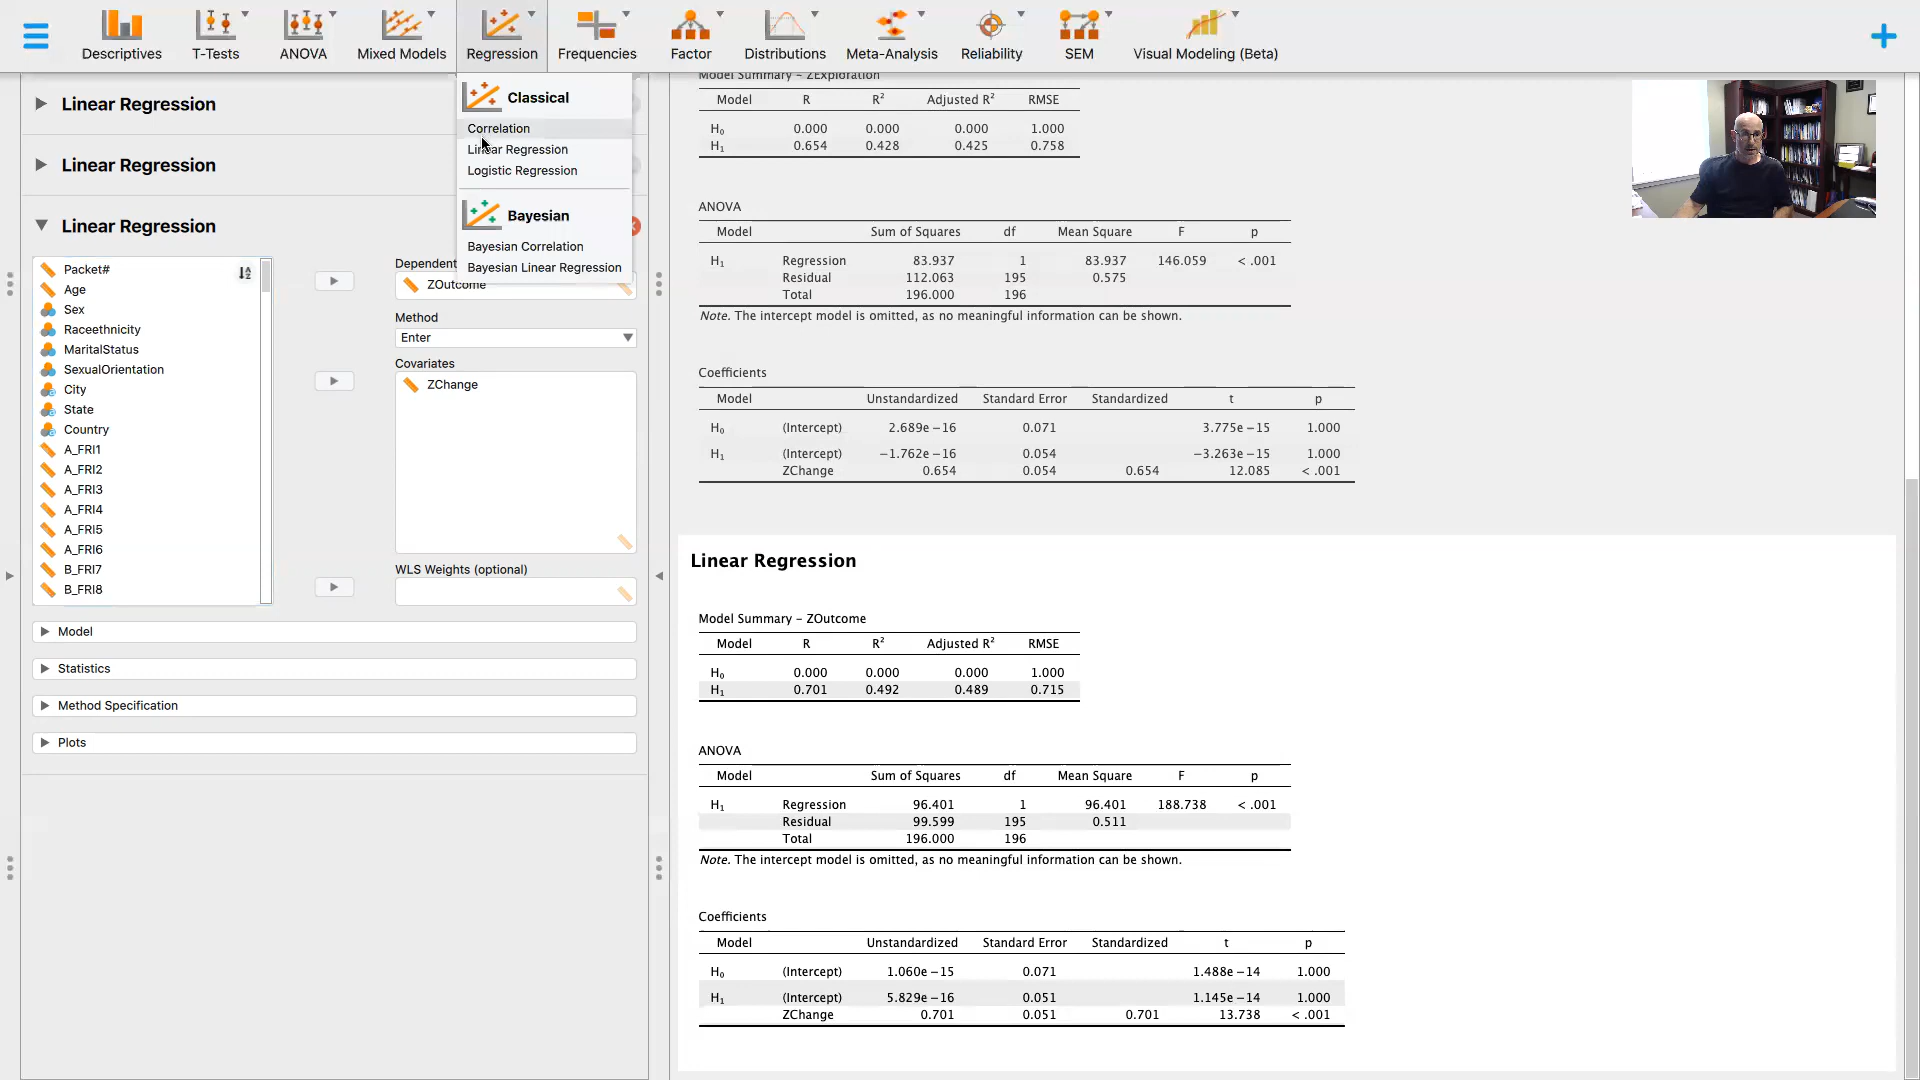 Descriptives
T-Tests
ANOVA
Mixed Models
Regression
Frequencies
Factor
Distributions
Meta-Analysis
Reliability
SEM
Visual Modeling (Beta)
Linear Regression
Linear Regression
Linear Regression
Classical
Correlation
Linear Regression
Logistic Regression
Bayesian
Bayesian Correlation
Bayesian Linear Regression
Packet#
Age
Sex
Raceethnicity
MaritalStatus
SexualOrientation
City
State
Country
A_FRI1
A_FRI2
A_FRI3
A_FRI4
A_FRI5
A_FRI6
B_FRI7
B_FRI8
Dependent
ZOutcome
Method
Enter
Covariates
ZChange
WLS Weights (optional)
Model
Statistics
Method Specification
Plots
Model Summary – ZExploration
Model R R² Adjusted R² RMSE
H₀ 0.000 0.000 0.000 1.000
H₁ 0.654 0.428 0.425 0.758
ANOVA
Model Sum of Squares df Mean Square F p
H₁ Regression 83.937 1 83.937 146.059 < .001
Residual 112.063 195 0.575
Total 196.000 196
Note. The intercept model is omitted, as no meaningful information can be shown.
Coefficients
Model Unstandardized Standard Error Standardized t p
H₀ (Intercept) 2.689e −16 0.071 3.775e −15 1.000
H₁ (Intercept) −1.762e −16 0.054 −3.263e −15 1.000
ZChange 0.654 0.054 0.654 12.085 < .001
Linear Regression
Model Summary – ZOutcome
Model R R² Adjusted R² RMSE
H₀ 0.000 0.000 0.000 1.000
H₁ 0.701 0.492 0.489 0.715
ANOVA
Model Sum of Squares df Mean Square F p
H₁ Regression 96.401 1 96.401 188.738 < .001
Residual 99.599 195 0.511
Total 196.000 196
Note. The intercept model is omitted, as no meaningful information can be shown.
Coefficients
Model Unstandardized Standard Error Standardized t p
H₀ (Intercept) 1.060e −15 0.071 1.488e −14 1.000
H₁ (Intercept) 5.829e −16 0.051 1.145e −14 1.000
ZChange 0.701 0.051 0.701 13.738 < .001